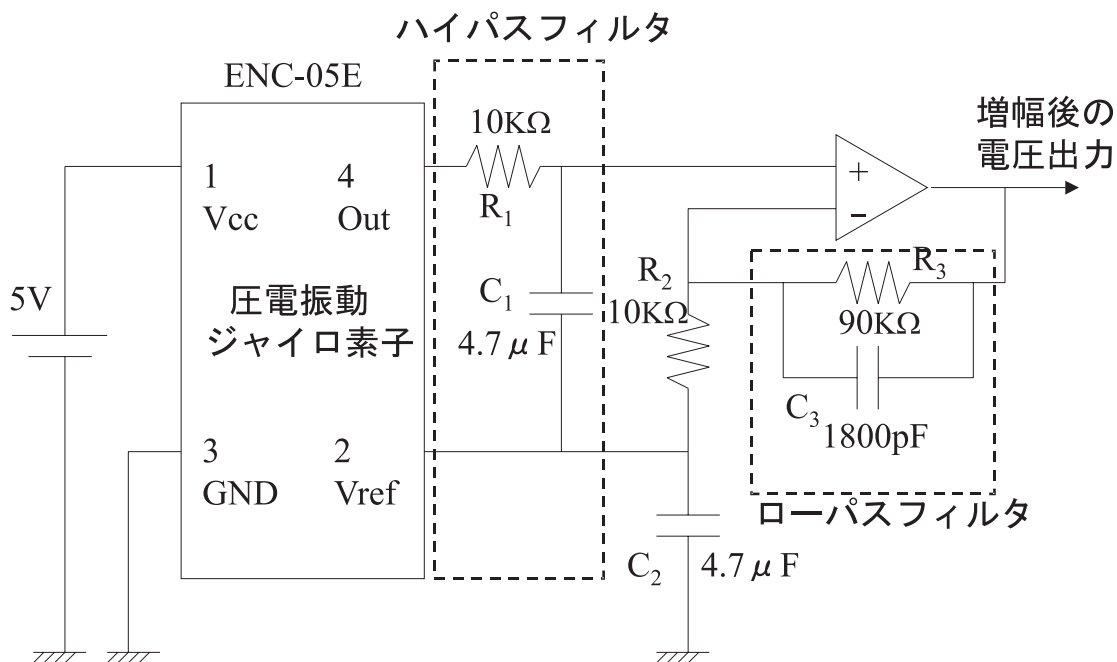 ハイパスフィルタ
ENC-05E
10KΩ
増幅後の
電圧出力
1
4
Vcc
Out
R1
+
−
5V
圧電振動
ジャイロ素子
C1
4.7μF
R2
10KΩ
R3
90KΩ
C3
1800pF
3
2
GND
Vref
ローパスフィルタ
C2
4.7μF